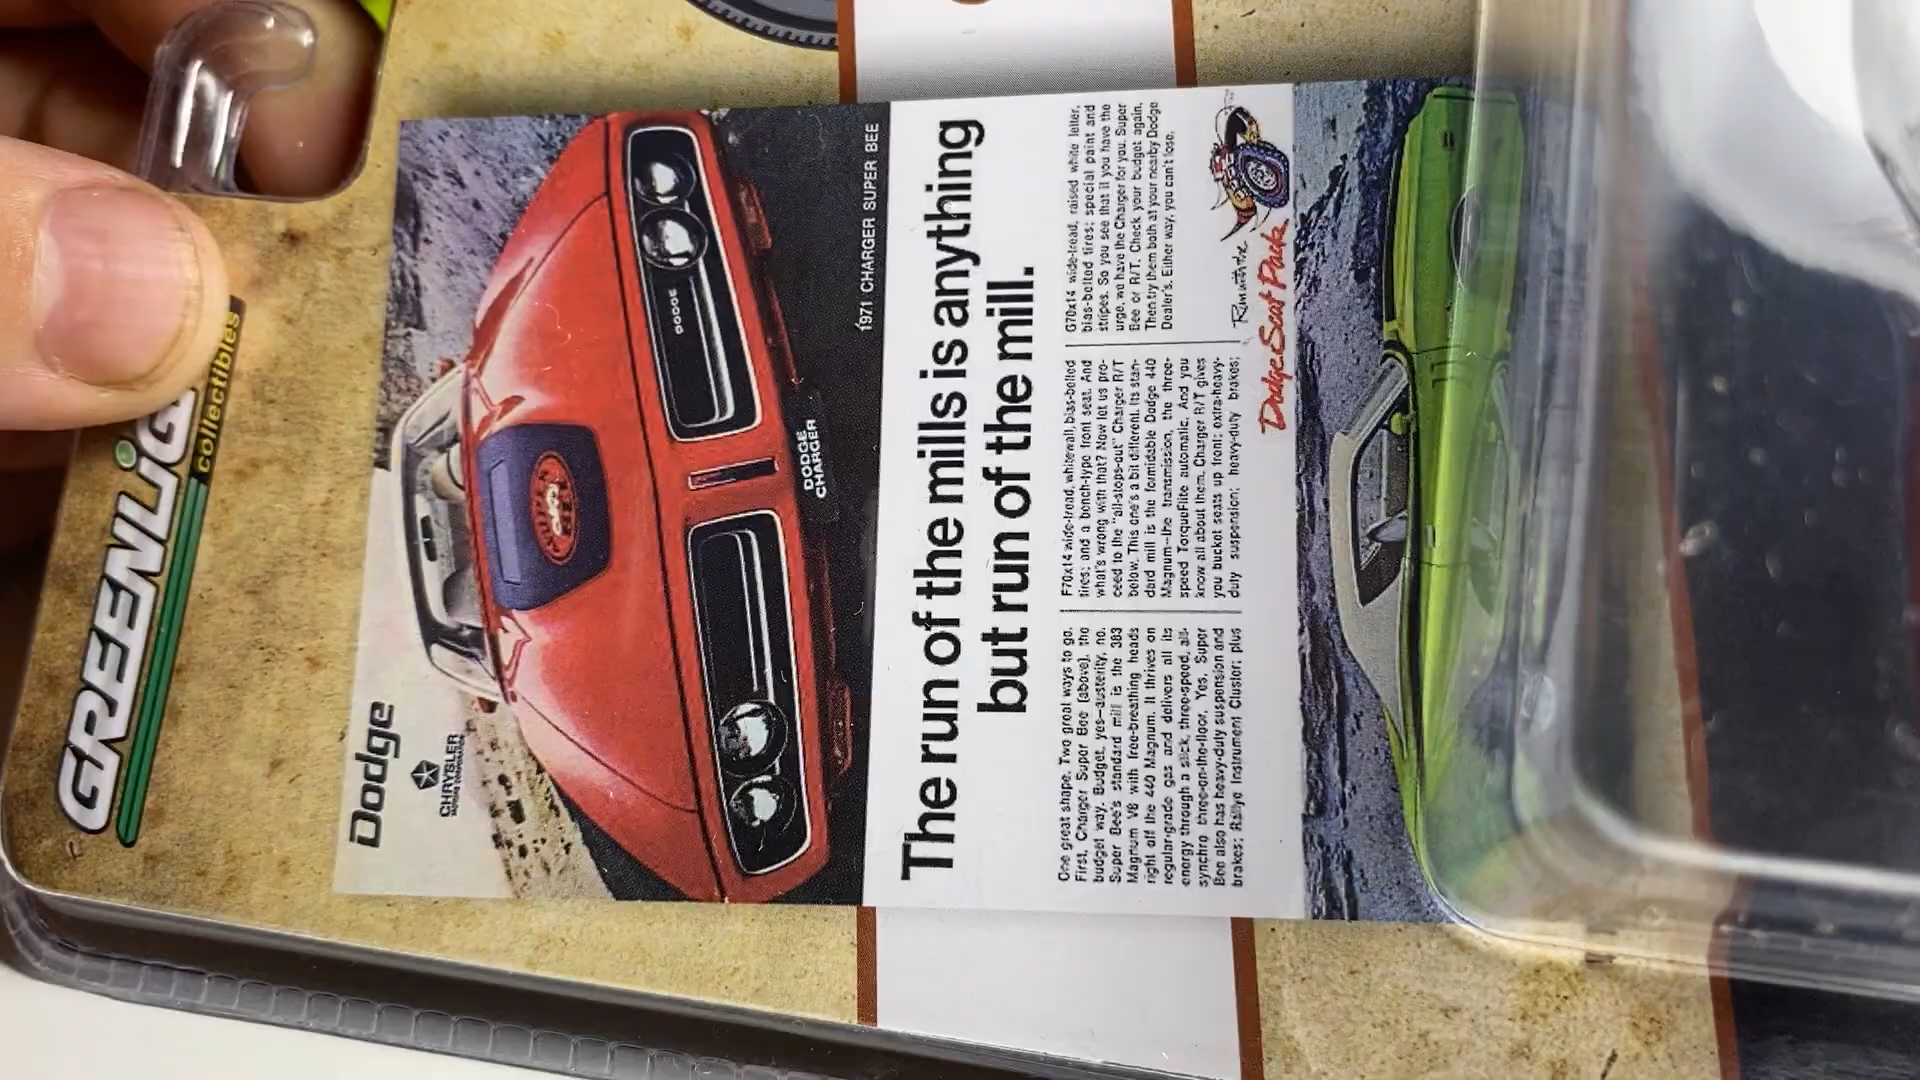 GREENLiG
collectibles
Dodge
CHRYSLER
DODGE
SUPER
BEE
DODGE
CHARGER
1971 CHARGER SUPER BEE
The run of the mills is anything
but run of the mill.
One great shape. Two great ways to go.
First, Charger Super Bee (above), the
budget way. Budget, yes—austerity, no.
Super Bee's standard mill is the 383
Magnum V8 with free-breathing heads
right off the 440 Magnum. It thrives on
regular-grade gas and delivers all its
energy through a slick, three-speed, all-
synchro three-on-the-floor. Yes, Super
Bee also has heavy-duty suspension and
brakes; Rallye Instrument Cluster; plus
F70x14 wide-tread, whitewall, bias-belted
tires; and a bench-type front seat. And
what's wrong with that? Now let us pro-
ceed to the "all-stops-out" Charger R/T
below. This one's a bit different. Its stan-
dard mill is the formidable Dodge 440
Magnum—the transmission, the three-
speed TorqueFlite automatic. And you
know all about them. Charger R/T gives
you bucket seats up front; extra-heavy-
duty suspension; heavy-duty brakes;
G70x14 wide-tread, raised white letter,
bias-belted tires; special paint and
stripes. So you see that if you have the
urge, we have the Charger for you. Super
Bee or R/T. Check your budget again.
Then try them both at your nearby Dodge
Dealer's. Either way, you can't lose.
Run with the
Dodge Scat Pack